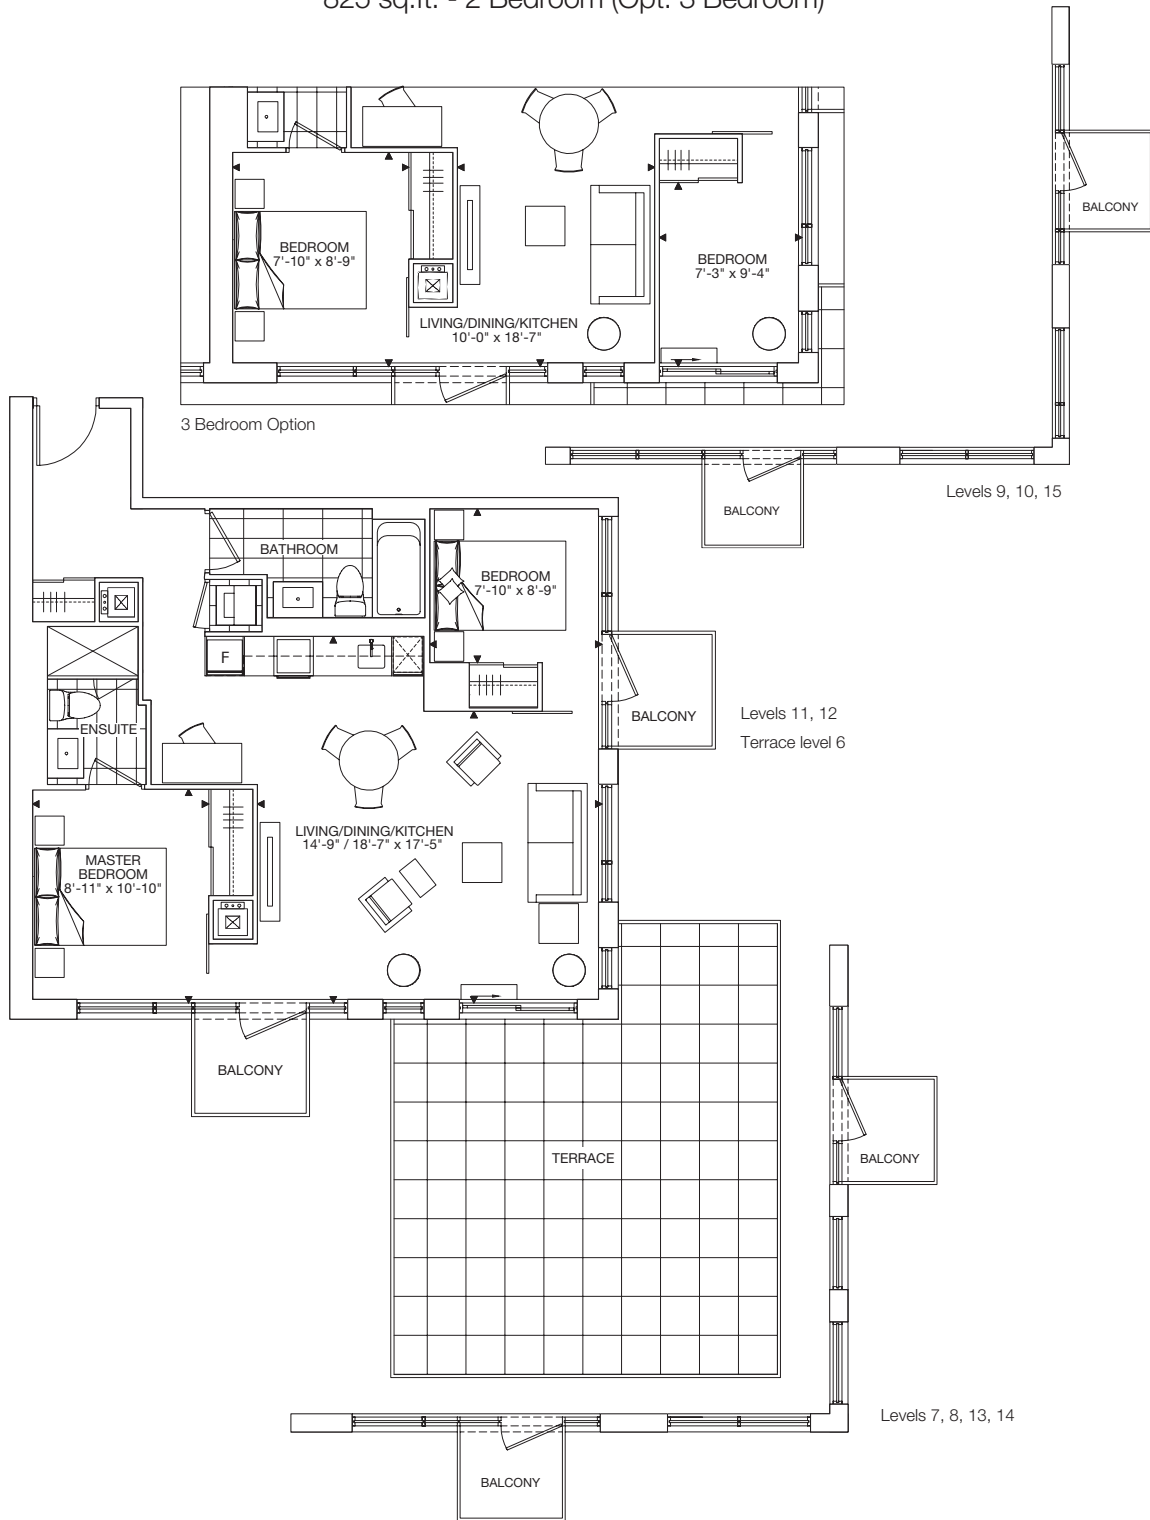 825 sq.ft. - 2 Bedroom (Opt. 3 Bedroom)
BALCONY
BEDROOM
7'-10" x 8'-9"
BEDROOM
7'-3" x 9'-4"
LIVING/DINING/KITCHEN
10'-0" x 18'-7"
3 Bedroom Option
Levels 9, 10, 15
BALCONY
BATHROOM
BEDROOM
7'-10" x 8'-9"
F
BALCONY
Levels 11, 12
Terrace level 6
ENSUITE
LIVING/DINING/KITCHEN
14'-9" / 18'-7" x 17'-5"
MASTER
BEDROOM
8'-11" x 10'-10"
BALCONY
TERRACE
BALCONY
Levels 7, 8, 13, 14
BALCONY